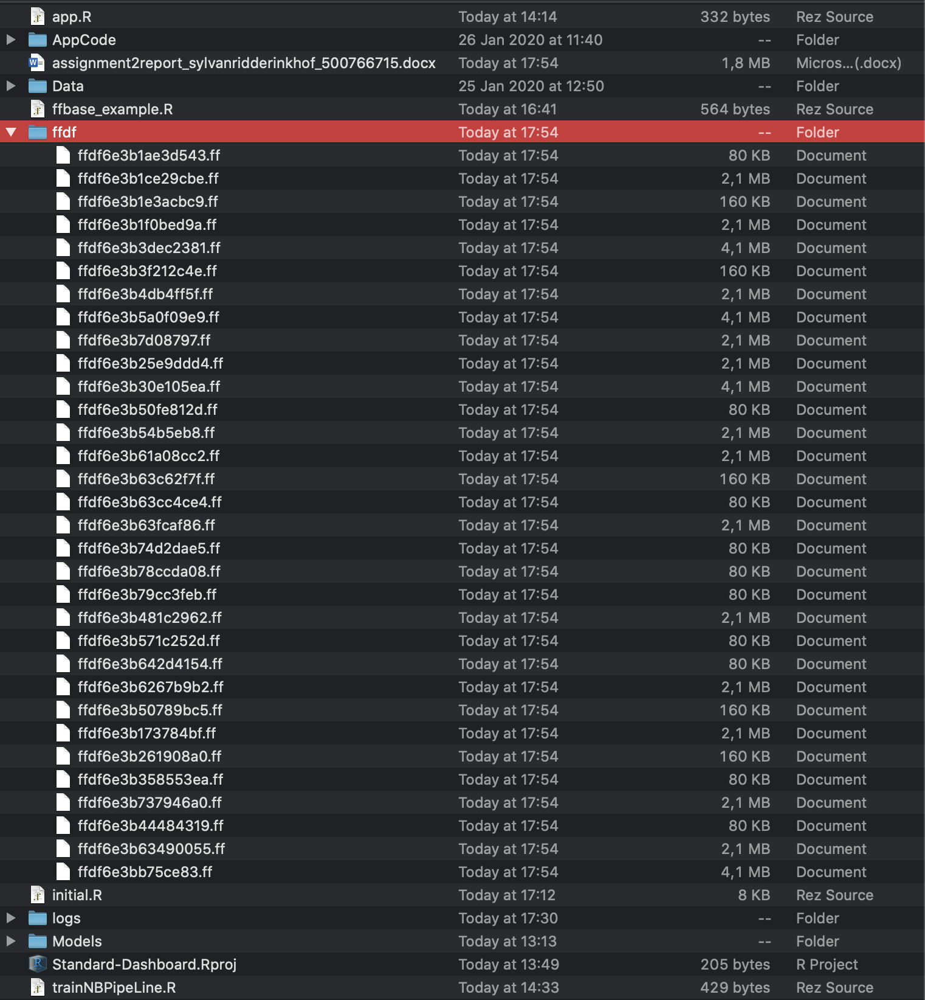 app.R Today at 14:14 332 bytes Rez Source
AppCode 26 Jan 2020 at 11:40 -- Folder
assignment2report_sylvanridderinkhof_500766715.docx Today at 17:54 1,8 MB Micros...(.docx)
Data 25 Jan 2020 at 12:50 -- Folder
ffbase_example.R Today at 16:41 564 bytes Rez Source
ffdf Today at 17:54 -- Folder
ffdf6e3b1ae3d543.ff Today at 17:54 80 KB Document
ffdf6e3b1ce29cbe.ff Today at 17:54 2,1 MB Document
ffdf6e3b1e3acbc9.ff Today at 17:54 160 KB Document
ffdf6e3b1f0bed9a.ff Today at 17:54 2,1 MB Document
ffdf6e3b3dec2381.ff Today at 17:54 4,1 MB Document
ffdf6e3b3f212c4e.ff Today at 17:54 160 KB Document
ffdf6e3b4db4ff5f.ff Today at 17:54 2,1 MB Document
ffdf6e3b5a0f09e9.ff Today at 17:54 4,1 MB Document
ffdf6e3b7d08797.ff Today at 17:54 2,1 MB Document
ffdf6e3b25e9ddd4.ff Today at 17:54 2,1 MB Document
ffdf6e3b30e105ea.ff Today at 17:54 4,1 MB Document
ffdf6e3b50fe812d.ff Today at 17:54 80 KB Document
ffdf6e3b54b5eb8.ff Today at 17:54 2,1 MB Document
ffdf6e3b61a08cc2.ff Today at 17:54 2,1 MB Document
ffdf6e3b63c62f7f.ff Today at 17:54 160 KB Document
ffdf6e3b63cc4ce4.ff Today at 17:54 80 KB Document
ffdf6e3b63fcaf86.ff Today at 17:54 2,1 MB Document
ffdf6e3b74d2dae5.ff Today at 17:54 80 KB Document
ffdf6e3b78ccda08.ff Today at 17:54 80 KB Document
ffdf6e3b79cc3feb.ff Today at 17:54 80 KB Document
ffdf6e3b481c2962.ff Today at 17:54 2,1 MB Document
ffdf6e3b571c252d.ff Today at 17:54 80 KB Document
ffdf6e3b642d4154.ff Today at 17:54 80 KB Document
ffdf6e3b6267b9b2.ff Today at 17:54 2,1 MB Document
ffdf6e3b50789bc5.ff Today at 17:54 160 KB Document
ffdf6e3b173784bf.ff Today at 17:54 2,1 MB Document
ffdf6e3b261908a0.ff Today at 17:54 160 KB Document
ffdf6e3b358553ea.ff Today at 17:54 80 KB Document
ffdf6e3b737946a0.ff Today at 17:54 2,1 MB Document
ffdf6e3b44484319.ff Today at 17:54 80 KB Document
ffdf6e3b63490055.ff Today at 17:54 2,1 MB Document
ffdf6e3bb75ce83.ff Today at 17:54 4,1 MB Document
initial.R Today at 17:12 8 KB Rez Source
logs Today at 17:30 -- Folder
Models Today at 13:13 -- Folder
Standard-Dashboard.Rproj Today at 13:49 205 bytes R Project
trainNBPipeLine.R Today at 14:33 429 bytes Rez Source